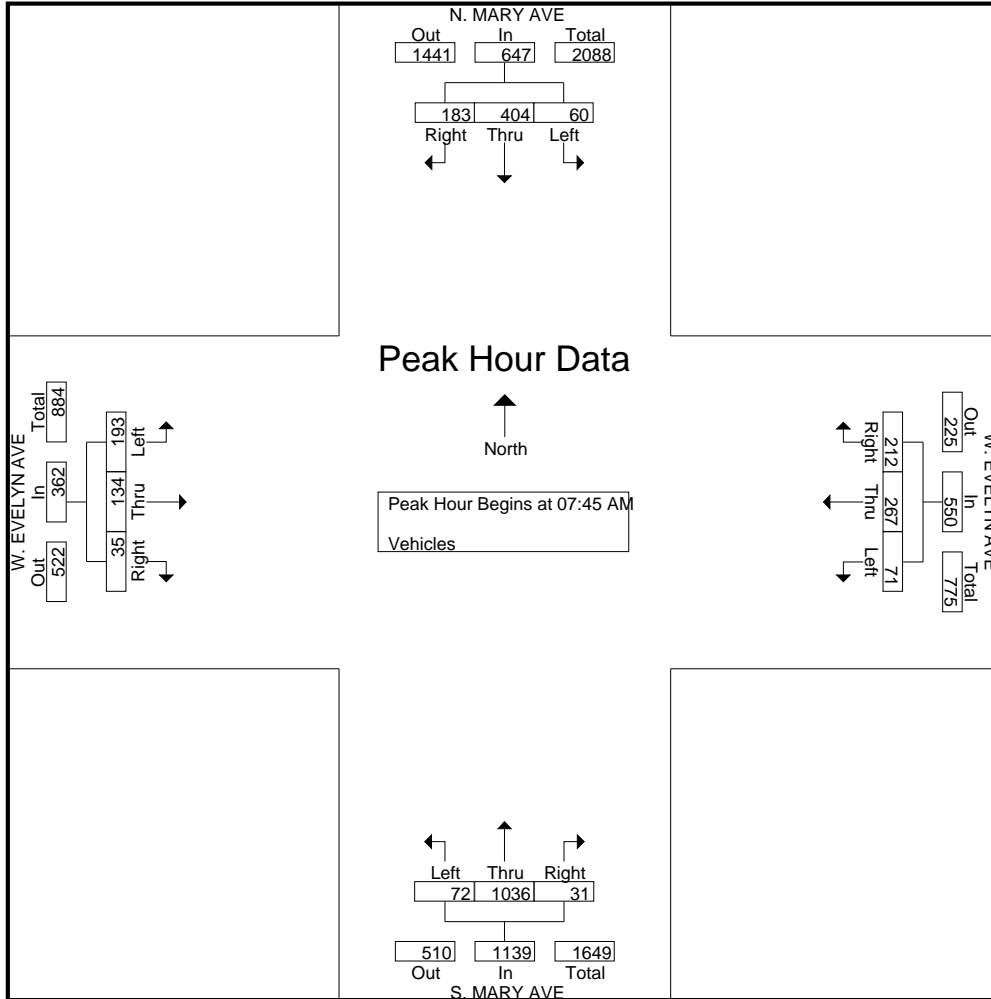 N. MARY AVE
Out In Total
1441 647 2088
183 404 60
Right Thru Left
Peak Hour Data
North
Peak Hour Begins at 07:45 AM
Vehicles
W. EVELYN AVE
Total In Out
884 362 522
193 134 35
Left Thru Right
W. EVELYN AVE
Out In Total
225 550 775
212 267 71
Right Thru Left
Left Thru Right
72 1036 31
510 1139 1649
Out In Total
S. MARY AVE